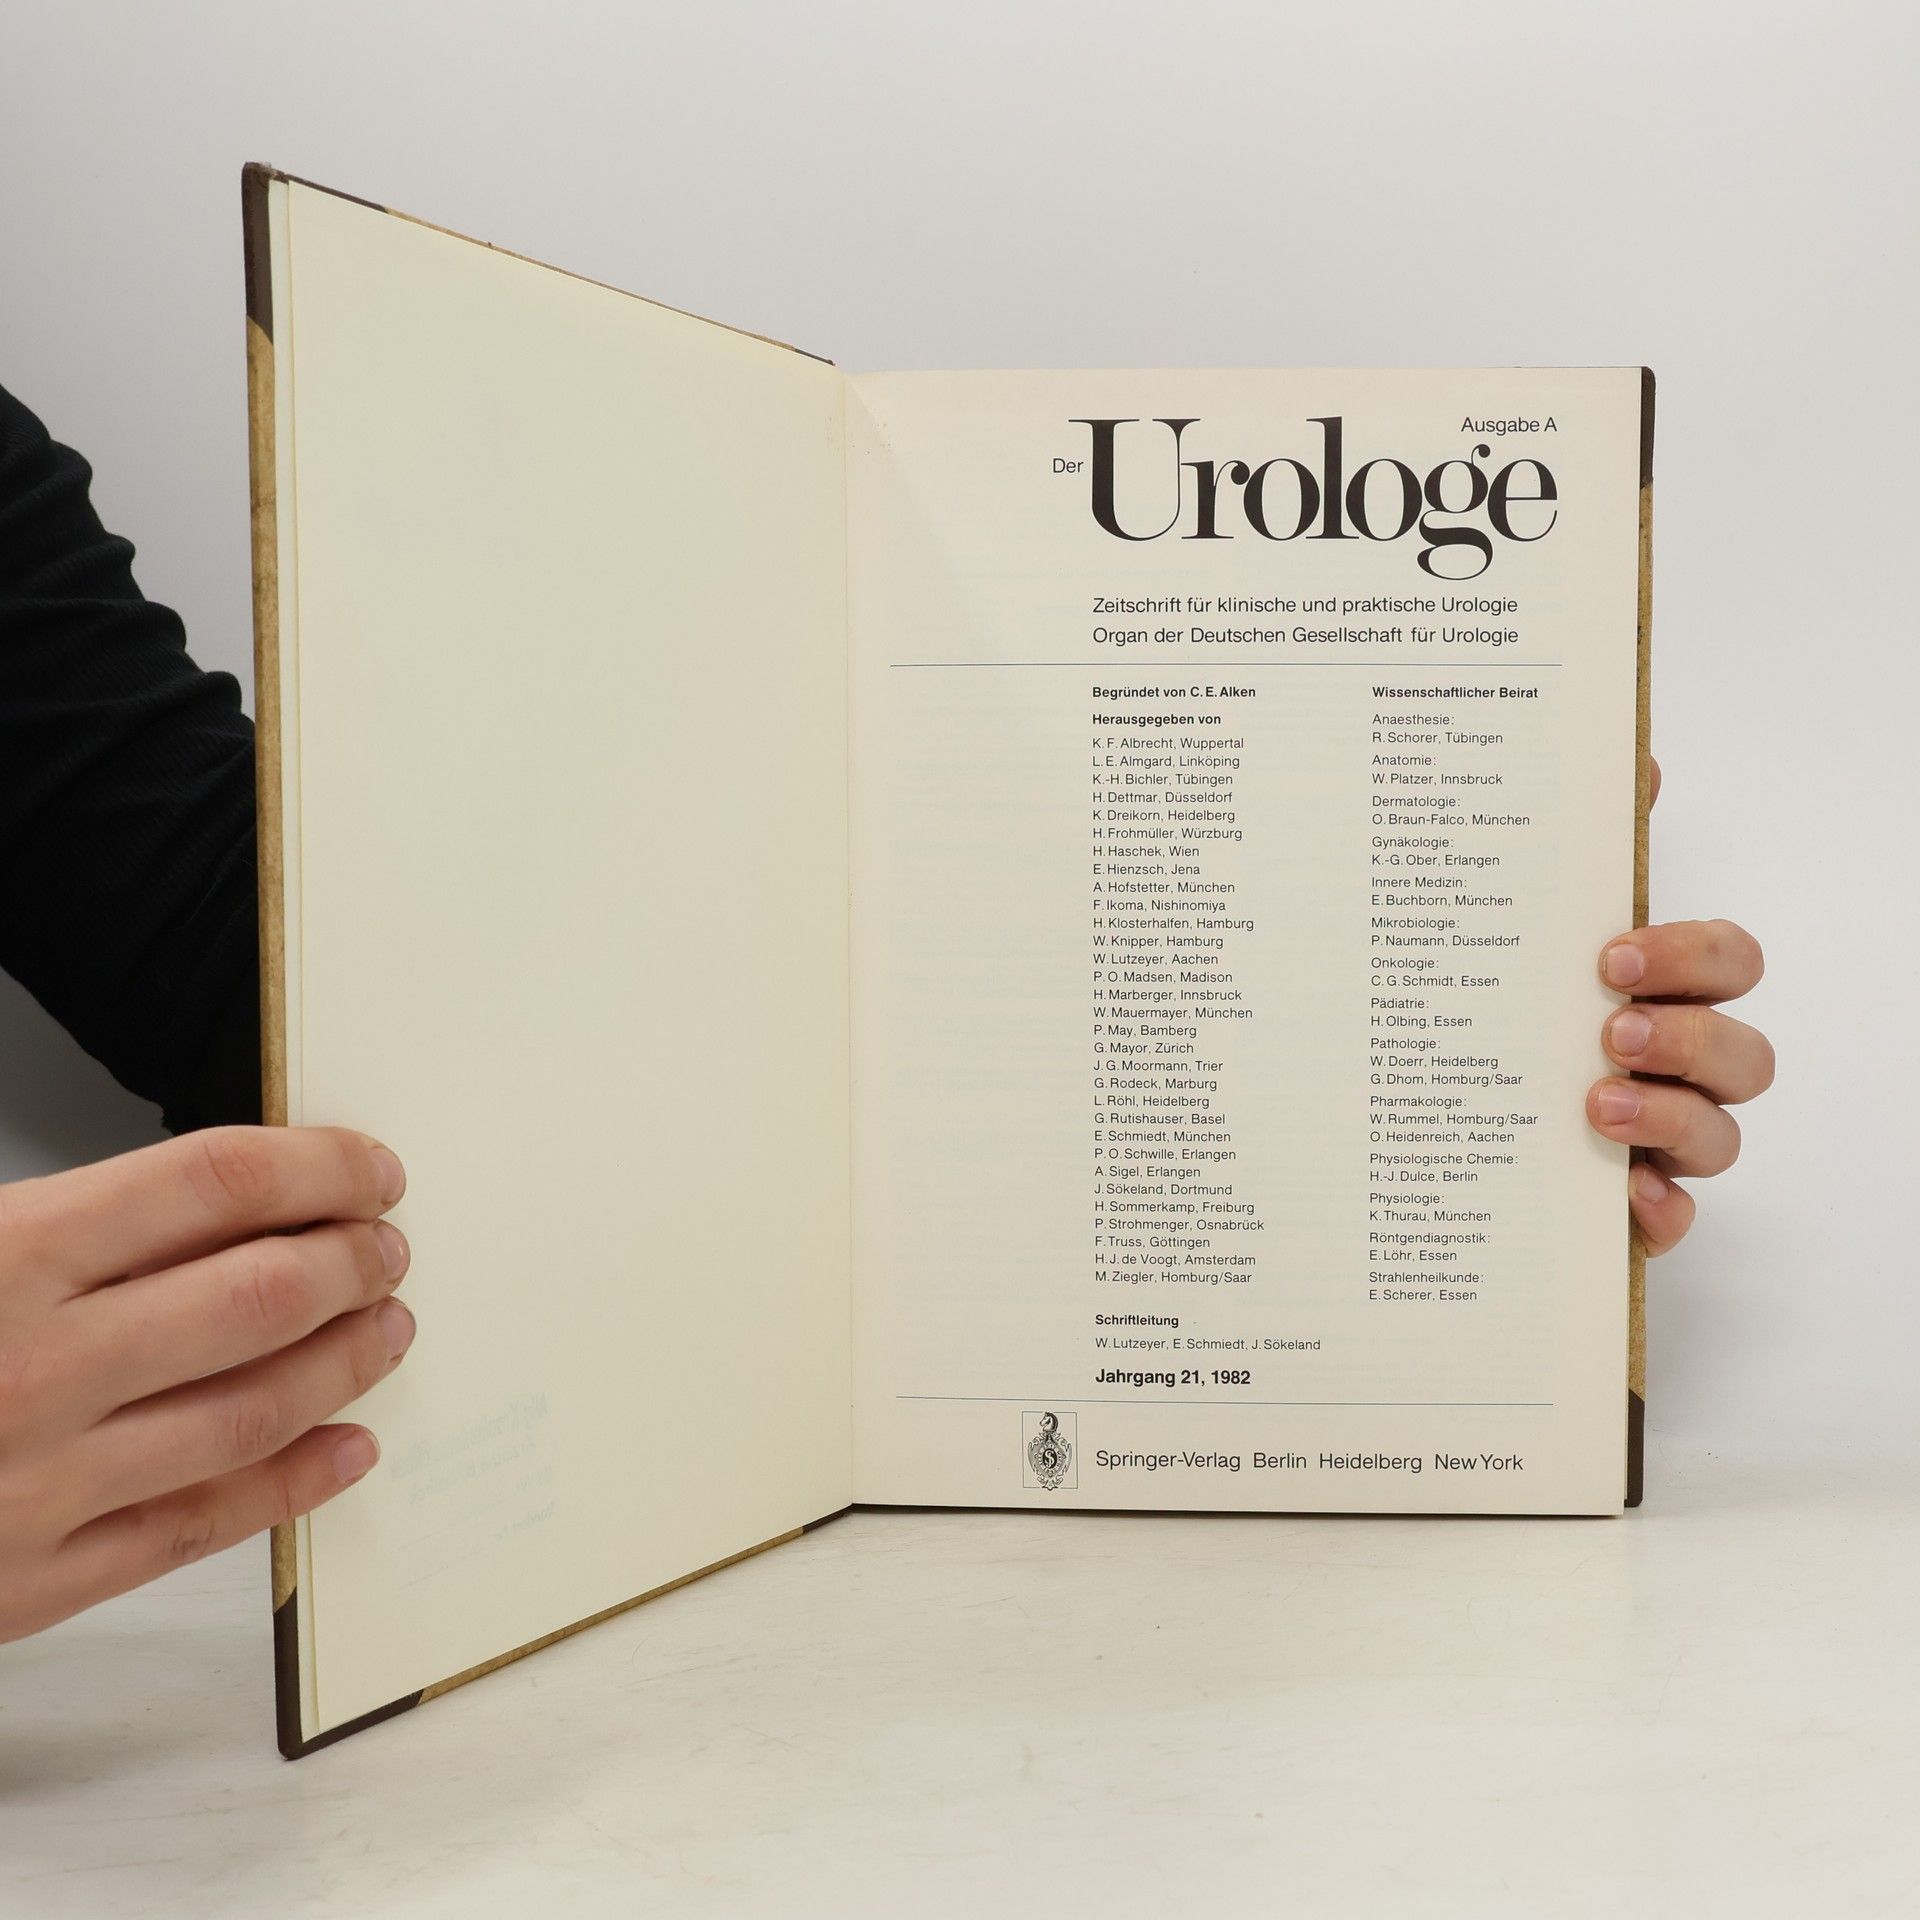 Ausgabe A
Der Urologe
Zeitschrift für klinische und praktische Urologie
Organ der Deutschen Gesellschaft für Urologie
Begründet von C. E. Alken
Herausgegeben von
K. F. Albrecht, Wuppertal
L. E. Almgard, Linköping
K.-H. Bichler, Tübingen
H. Dettmar, Düsseldorf
K. Dreikorn, Heidelberg
H. Frohmüller, Würzburg
H. Haschek, Wien
E. Hienzsch, Jena
A. Hofstetter, München
F. Ikoma, Nishinomiya
H. Klosterhalfen, Hamburg
W. Knipper, Hamburg
W. Lutzeyer, Aachen
P. O. Madsen, Madison
H. Marberger, Innsbruck
W. Mauermayer, München
P. May, Bamberg
G. Mayor, Zürich
J. G. Moormann, Trier
G. Rodeck, Marburg
L. Röhl, Heidelberg
G. Rutishauser, Basel
E. Schmiedt, München
P. O. Schwille, Erlangen
A. Sigel, Erlangen
J. Sökeland, Dortmund
H. Sommerkamp, Freiburg
P. Strohmenger, Osnabrück
F. Truss, Göttingen
H. J. de Voogt, Amsterdam
M. Ziegler, Homburg/Saar
Wissenschaftlicher Beirat
Anaesthesie:
R. Schorer, Tübingen
Anatomie:
W. Platzer, Innsbruck
Dermatologie:
O. Braun-Falco, München
Gynäkologie:
K.-G. Ober, Erlangen
Innere Medizin:
E. Buchborn, München
Mikrobiologie:
P. Naumann, Düsseldorf
Onkologie:
C. G. Schmidt, Essen
Pädiatrie:
H. Olbing, Essen
Pathologie:
W. Doerr, Heidelberg
G. Dhom, Homburg/Saar
Pharmakologie:
W. Rummel, Homburg/Saar
O. Heidenreich, Aachen
Physiologische Chemie:
H.-J. Dulce, Berlin
Physiologie:
K. Thurau, München
Röntgendiagnostik:
E. Löhr, Essen
Strahlenheilkunde:
E. Scherer, Essen
Schriftleitung
W. Lutzeyer, E. Schmiedt, J. Sökeland
Jahrgang 21, 1982
Springer-Verlag Berlin Heidelberg New York